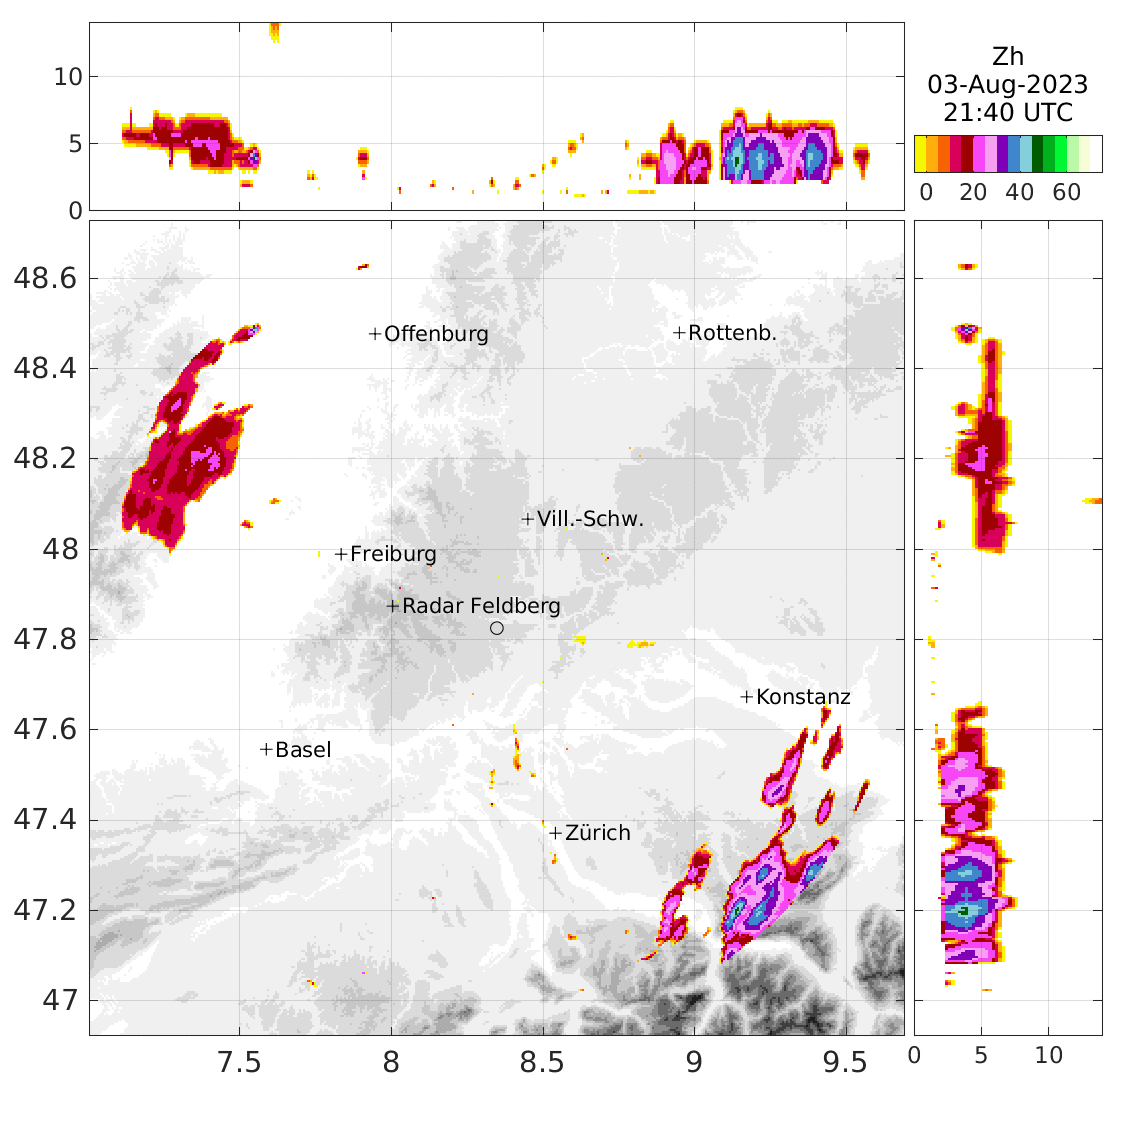 10
5
0
Zh
03-Aug-2023
21:40 UTC
0 20 40 60
48.6
48.4
48.2
48
47.8
47.6
47.4
47.2
47
+Offenburg
+Rottenb.
+Vill.-Schw.
+Freiburg
+Radar Feldberg
+Konstanz
+Basel
+Zürich
7.5 8 8.5 9 9.5
0 5 10